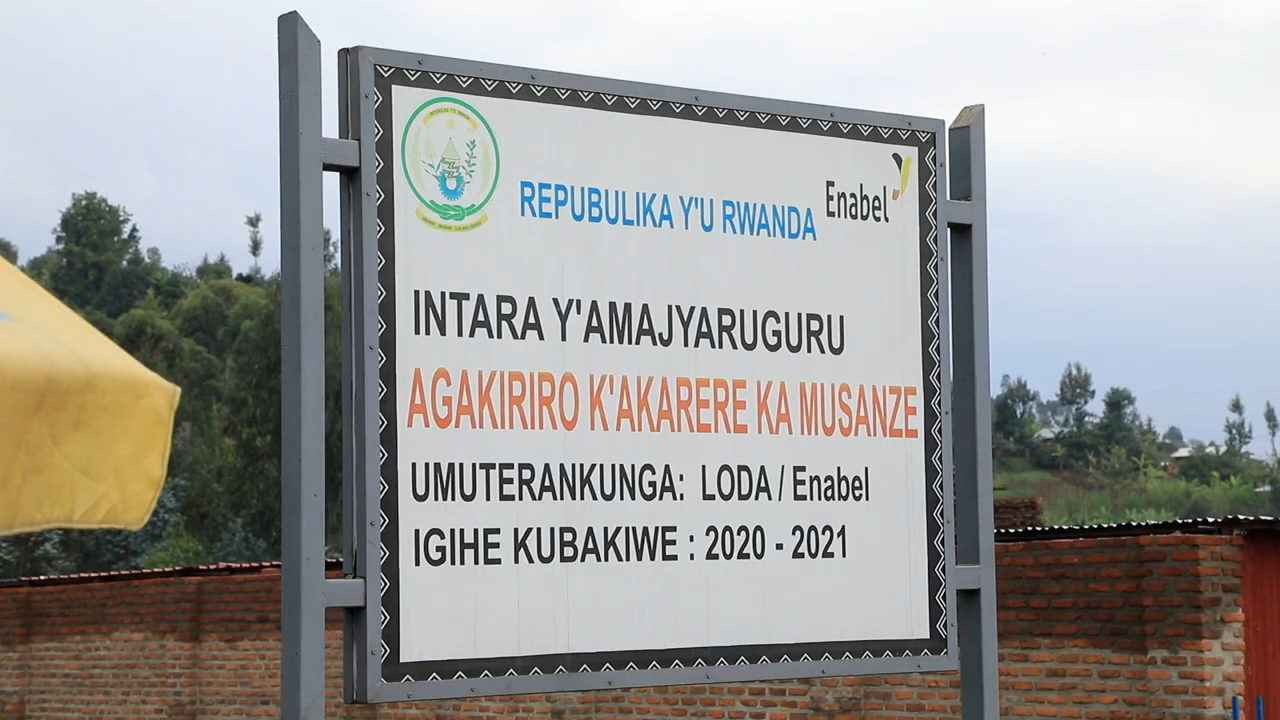 REPUBULIKA Y'U RWANDA
Enabel
INTARA Y'AMAJYARUGURU
AGAKIRIRO K'AKARERE KA MUSANZE
UMUTERANKUNGA: LODA / Enabel
IGIHE KUBAKIWE : 2020 - 2021